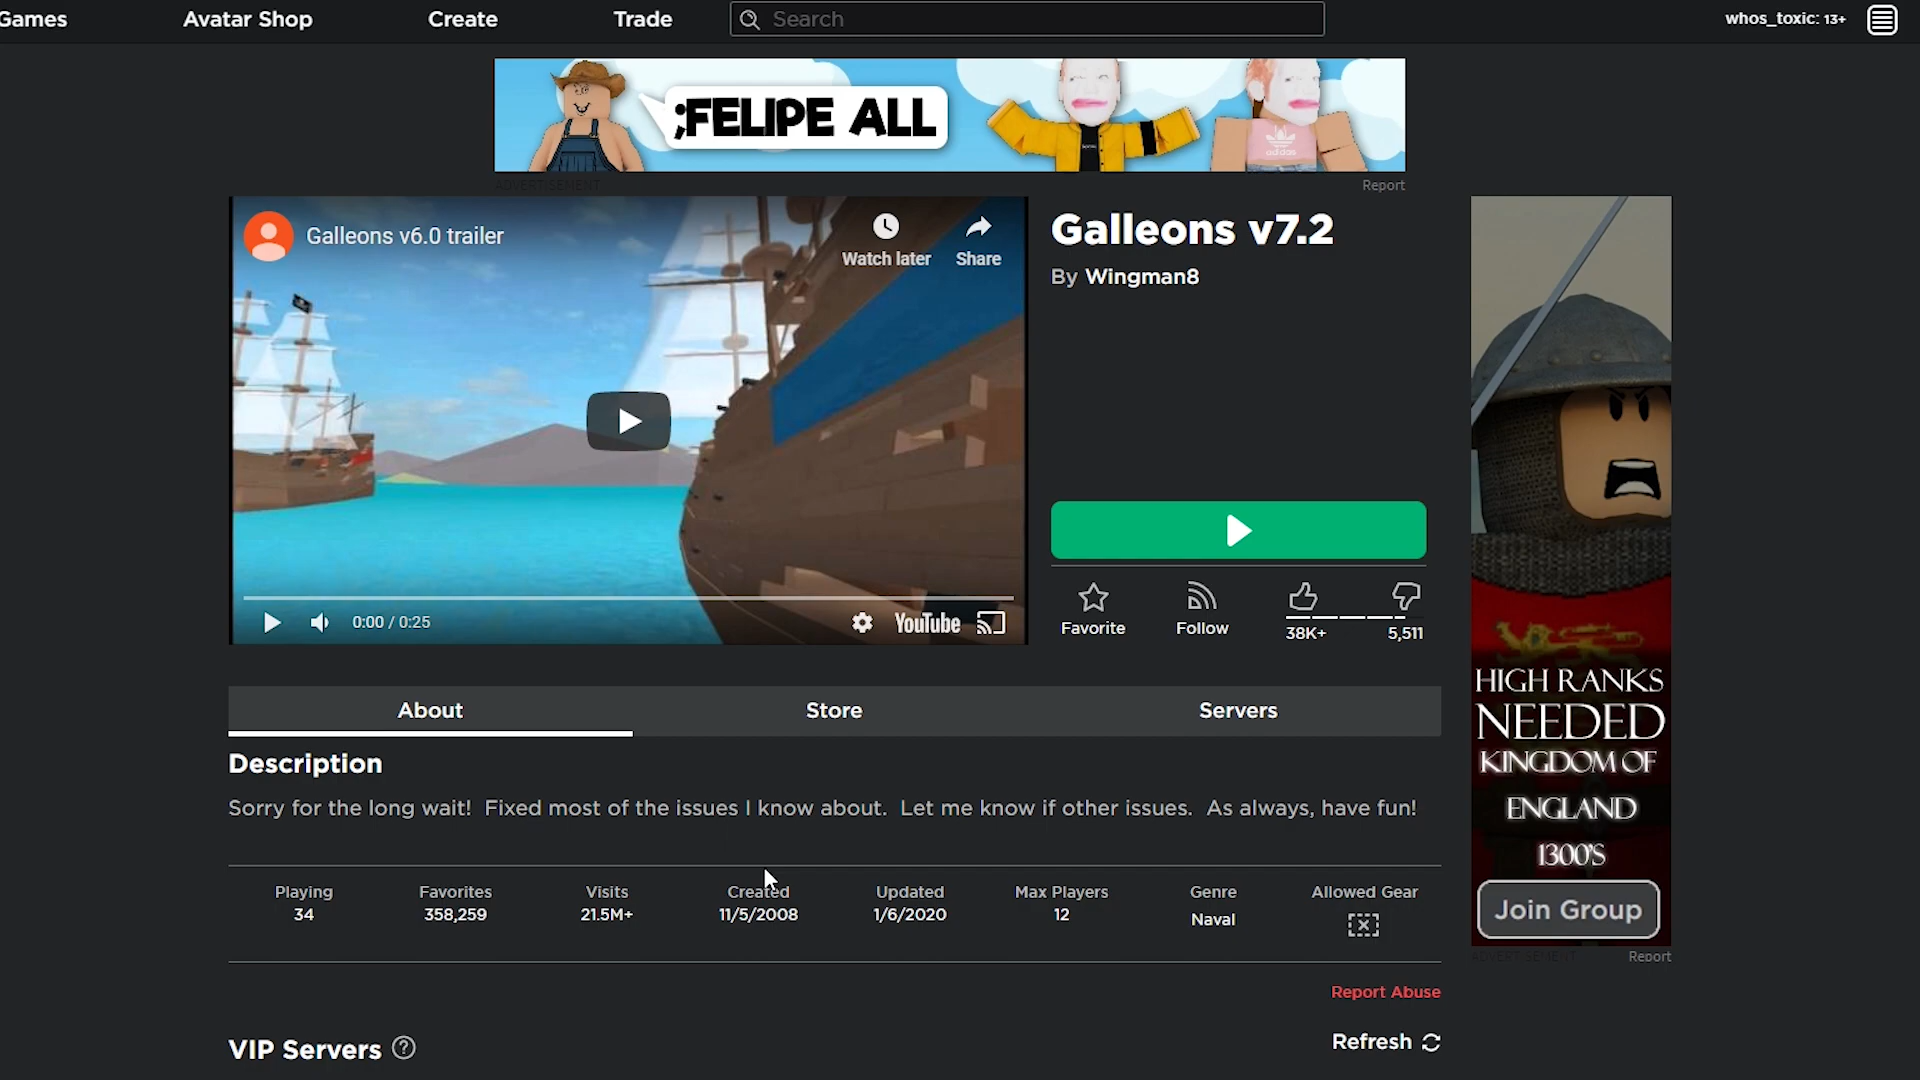 Games
Avatar Shop
Create
Trade
Search
whos_toxic: 13+
;FELIPE ALL
adidas
ADVERTISEMENT
Report
Galleons v6.0 trailer
Watch later
Share
0:00 / 0:25
YouTube
Galleons v7.2
By Wingman8
Favorite
Follow
38K+
5,511
About
Store
Servers
Description
Sorry for the long wait!  Fixed most of the issues I know about.  Let me know if other issues.  As always, have fun!
Playing
34
Favorites
358,259
Visits
21.5M+
Created
11/5/2008
Updated
1/6/2020
Max Players
12
Genre
Naval
Allowed Gear
Report Abuse
VIP Servers
Refresh
HIGH RANKS
NEEDED
KINGDOM OF
ENGLAND
1300'S
Join Group
ADVERTISEMENT
Report